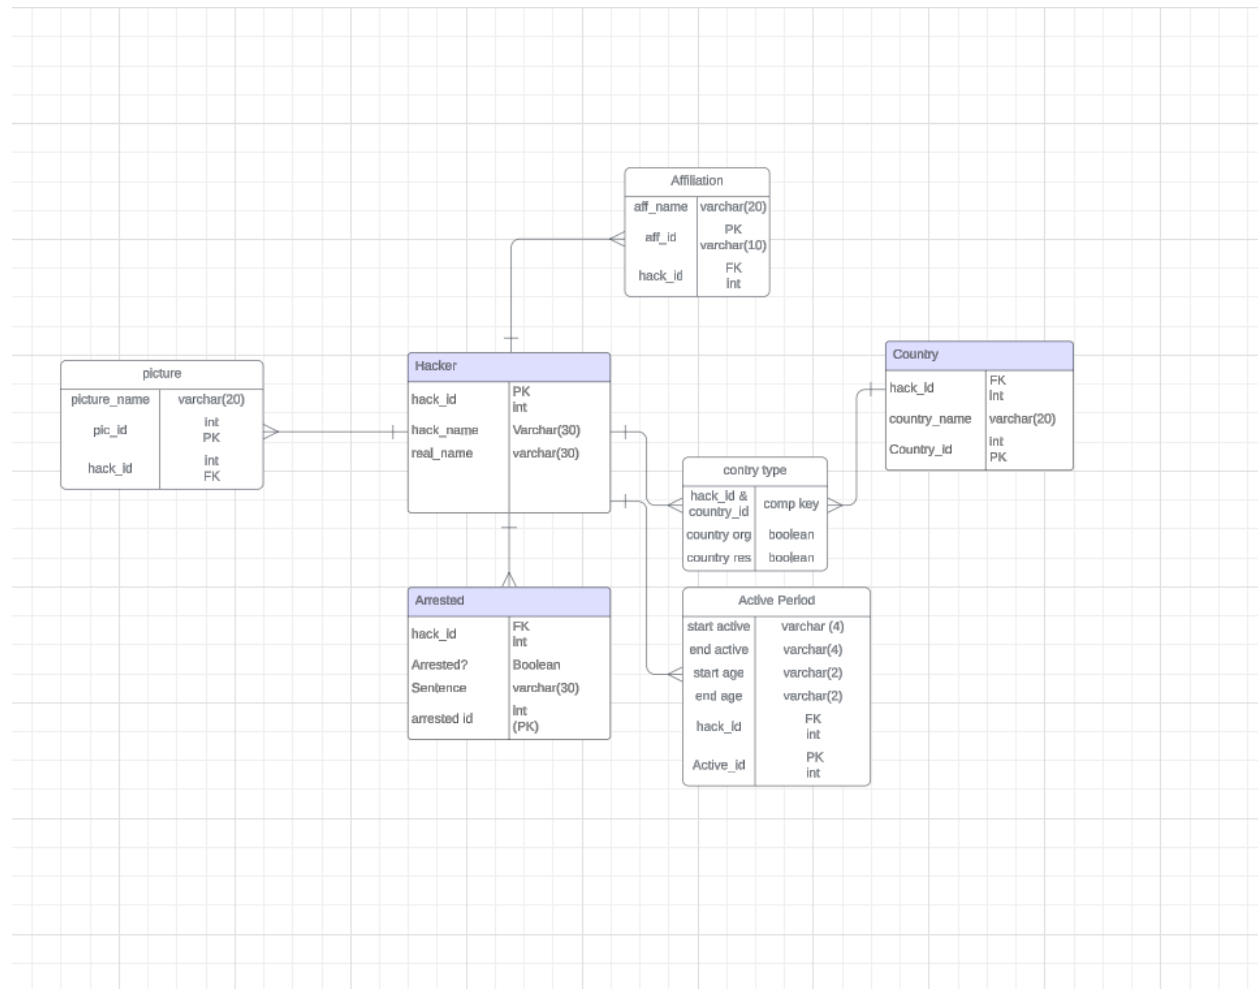 Affiliation
aff_name varchar(20)
aff_id PK varchar(10)
hack_id FK int
picture
picture_name varchar(20)
pic_id int PK
hack_id int FK
Hacker
hack_id PK int
hack_name Varchar(30)
real_name varchar(30)
Country
hack_id FK int
country_name varchar(20)
Country_id int PK
contry type
hack_id & country_id comp key
country org boolean
country res boolean
Arrested
hack_id FK int
Arrested? Boolean
Sentence varchar(30)
arrested id int (PK)
Active Period
start active varchar (4)
end active varchar(4)
start age varchar(2)
end age varchar(2)
hack_id FK int
Active_id PK int